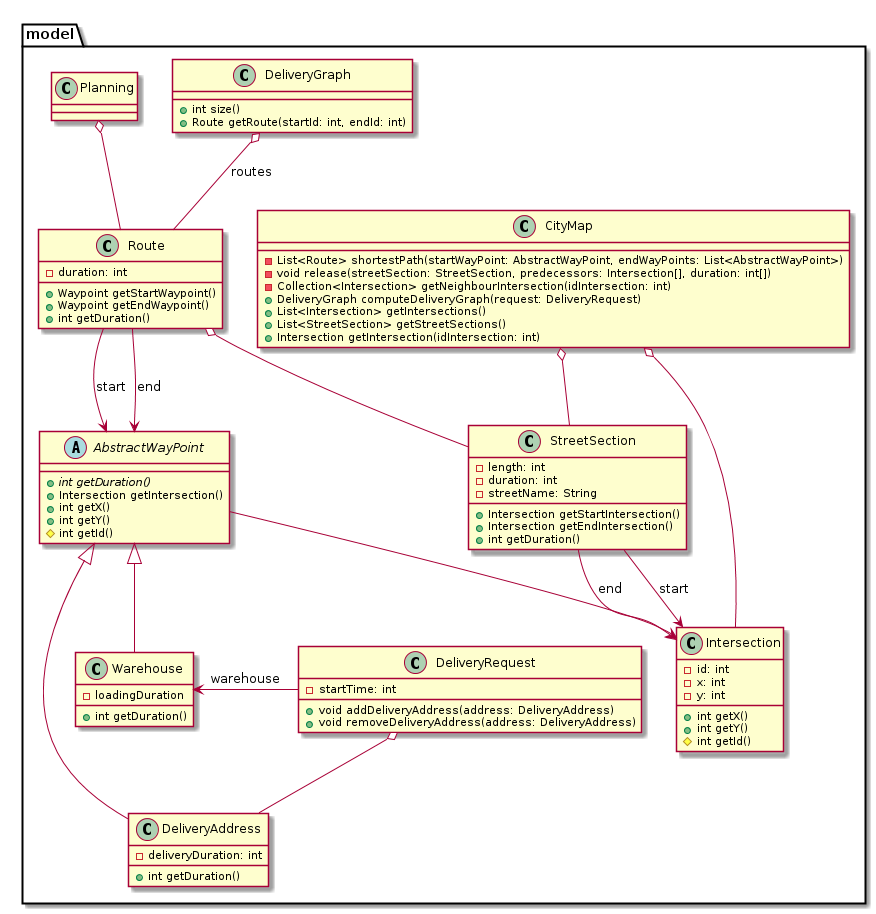 model
C Planning
C DeliveryGraph
int size()
Route getRoute(startId: int, endId: int)
routes
C Route
duration: int
Waypoint getStartWaypoint()
Waypoint getEndWaypoint()
int getDuration()
C CityMap
List<Route> shortestPath(startWayPoint: AbstractWayPoint, endWayPoints: List<AbstractWayPoint>)
void release(streetSection: StreetSection, predecessors: Intersection[], duration: int[])
Collection<Intersection> getNeighbourIntersection(idIntersection: int)
DeliveryGraph computeDeliveryGraph(request: DeliveryRequest)
List<Intersection> getIntersections()
List<StreetSection> getStreetSections()
Intersection getIntersection(idIntersection: int)
start
end
A AbstractWayPoint
int getDuration()
Intersection getIntersection()
int getX()
int getY()
int getId()
C StreetSection
length: int
duration: int
streetName: String
Intersection getStartIntersection()
Intersection getEndIntersection()
int getDuration()
end
start
C Warehouse
loadingDuration
int getDuration()
warehouse
C DeliveryRequest
startTime: int
void addDeliveryAddress(address: DeliveryAddress)
void removeDeliveryAddress(address: DeliveryAddress)
C Intersection
id: int
x: int
y: int
int getX()
int getY()
int getId()
C DeliveryAddress
deliveryDuration: int
int getDuration()